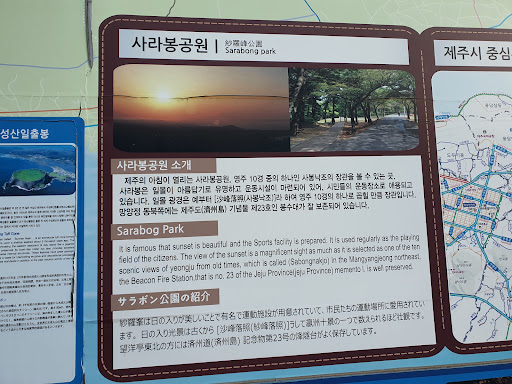 사라봉공원 | 紗羅峰公園
Sarabong park
사라봉공원 소개
제주의 아침이 열리는 사라봉공원, 영주 10경 중의 하나인 사봉낙조의 장관을 볼 수 있는 곳,
사라봉은 일몰이 아름답기로 유명하고 운동시설이 마련되어 있어, 시민들의 운동장소로 애용되고
있습니다. 일몰 광경은 예부터 [沙峰落照(사봉낙조)]라 하여 영주 10경의 하나로 꼽힐 만큼 장관입니다.
망양정 동북쪽에는 제주도(濟州島) 기념물 제23호인 봉수대가 잘 보존되어 있습니다.
Sarabog Park
It is famous that sunset is beautiful and the Sports facility is prepared. It is used regularly as the playing
field of the citizens. The view of the sunset is a magnificent sight as much as it is selected as one of the ten
scenic views of yeongju from old times, which is called (Sabongnakjo) in the Mangyangjeong northeast,
the Beacon Fire Station,that is no. 23 of the Jeju Province(jeju Province) memento I, is well preserved.
サラボン公園の紹介
紗羅峯は日の入りが美しいことで有名で運動施設が用意されていて、市民たちの運動場所に愛用されてい
ます。日の入り光景は古くから [沙峰落照(紗峰落照)]ラして瀛州十景の一つで数えられるほど壮観です。
望洋亭東北の方には済州道(濟州島) 記念物第23号の烽燧台がよく保存しています。
성산일출봉
제주시 중심